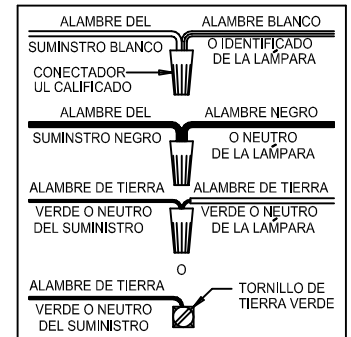 ALAMBRE DEL
SUMINSTRO BLANCO
ALAMBRE BLANCO
O IDENTIFICADO
DE LA LAMPARA
CONECTADOR
UL CALIFICADO
ALAMBRE DEL
SUMINSTRO NEGRO
ALAMBRE NEGRO
O NEUTRO
DE LA LAMPARA
ALAMBRE DE TIERRA
VERDE O NEUTRO
DEL SUMINISTRO
ALAMBRE DE TIERRA
VERDE O NEUTRO
DE LA LAMPARA
O
ALAMBRE DE TIERRA
VERDE O NEUTRO
DEL SUMINISTRO
TORNILLO DE
TIERRA VERDE